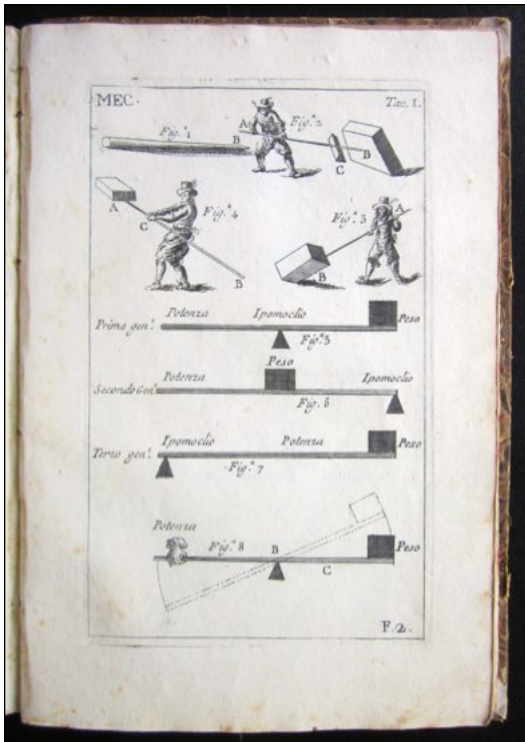 MEC. Tau. I.
Fig.ª 1 B A Fig.ª 2 C B
A C Fig.ª 4 B
Fig.ª 3 A B
Potenza Ipomoclio Peso
Primo gen.º Fig.ª 5
Peso
Potenza Ipomoclio
Secondo Gen.º Fig. 6
Ipomoclio Potenza Peso
Terzo gen.º Fig.ª 7
Potenza
Fig.ª 8 B C Peso
F. 2.